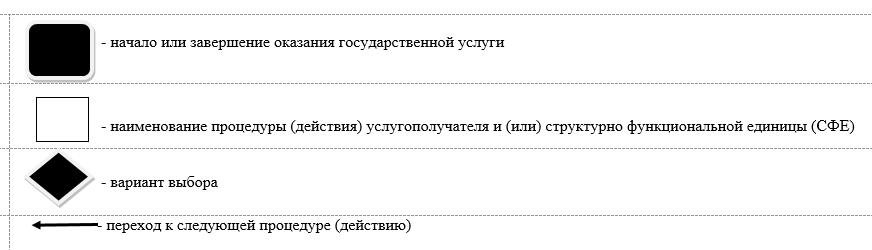 - начало или завершение оказания государственной услуги
- наименование процедуры (действия) услугополучателя и (или) структурно функциональной единицы (СФЕ)
- вариант выбора
- переход к следующей процедуре (действию)